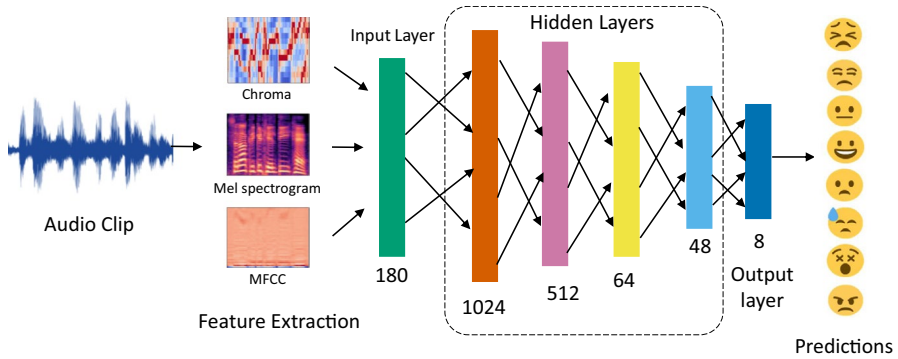 Audio Clip
Chroma
Mel spectrogram
MFCC
Feature Extraction
Input Layer
180
Hidden Layers
1024
512
64
48
8
Output
layer
Predictions